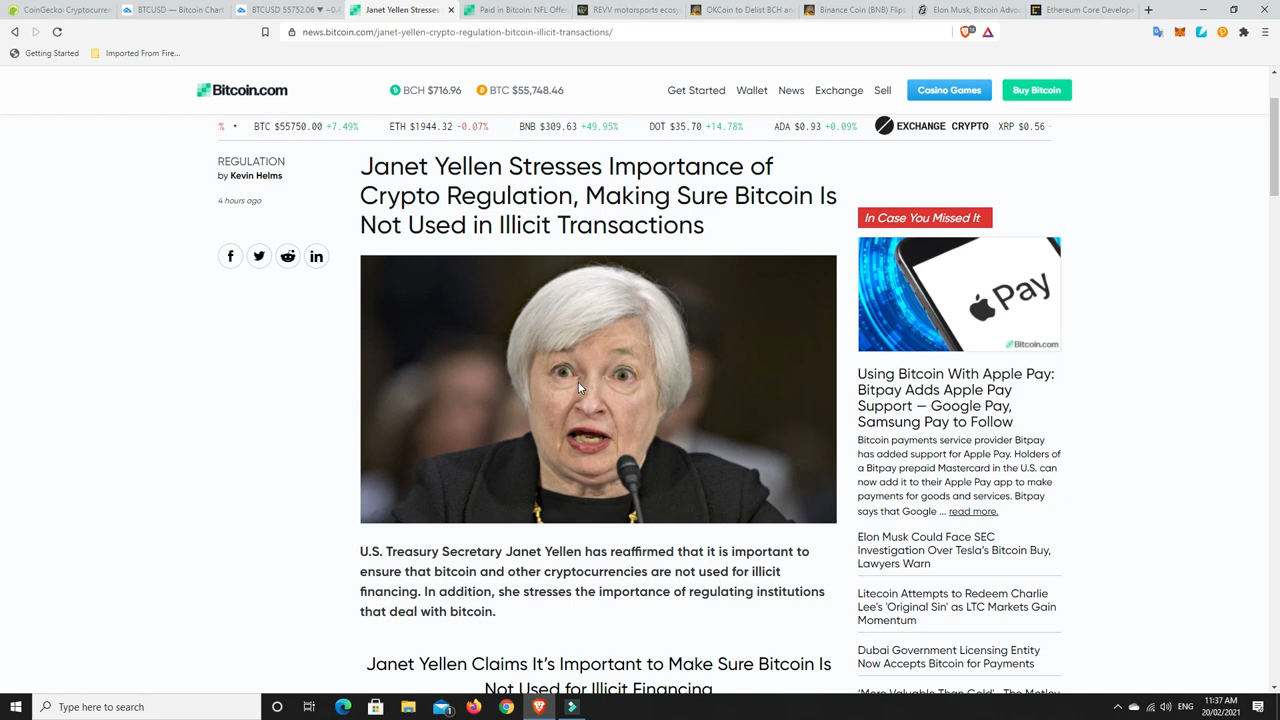 CoinGecko: Cryptocurren
BTCUSD — Bitcoin Chart
BTCUSD 55752.06 ▼ −0.4
Janet Yellen Stresses
Paid in Bitcoin: NFL Offe
REVV motorsports ecosy
OKCoin to Delist BCH and
Binance Coin (BNB) Flips
Elon Musk, Bitcoin Advoc
Ethereum Core Develope
news.bitcoin.com/janet-yellen-crypto-regulation-bitcoin-illicit-transactions/
Getting Started
Imported From Fire...
Bitcoin.com
BCH $716.96
BTC $55,748.46
Get Started
Wallet
News
Exchange
Sell
Casino Games
Buy Bitcoin
%
BTC $55750.00 +7.49%
ETH $1944.32 -0.07%
BNB $309.63 +49.95%
DOT $35.70 +14.78%
ADA $0.93 +0.09%
EXCHANGE CRYPTO
XRP $0.56
REGULATION
by Kevin Helms
4 hours ago
Janet Yellen Stresses Importance of
Crypto Regulation, Making Sure Bitcoin Is
Not Used in Illicit Transactions
U.S. Treasury Secretary Janet Yellen has reaffirmed that it is important to
ensure that bitcoin and other cryptocurrencies are not used for illicit
financing. In addition, she stresses the importance of regulating institutions
that deal with bitcoin.
Janet Yellen Claims It's Important to Make Sure Bitcoin Is
Not Used for Illicit Financing
In Case You Missed It
Pay
Bitcoin.com
Using Bitcoin With Apple Pay:
Bitpay Adds Apple Pay
Support — Google Pay,
Samsung Pay to Follow
Bitcoin payments service provider Bitpay
has added support for Apple Pay. Holders of
a Bitpay prepaid Mastercard in the U.S. can
now add it to their Apple Pay app to make
payments for goods and services. Bitpay
says that Google ... read more.
Elon Musk Could Face SEC
Investigation Over Tesla's Bitcoin Buy,
Lawyers Warn
Litecoin Attempts to Redeem Charlie
Lee's 'Original Sin' as LTC Markets Gain
Momentum
Dubai Government Licensing Entity
Now Accepts Bitcoin for Payments
'More Valuable Than Gold' - The Motley
Type here to search
ENG
11:37 AM
20/02/2021